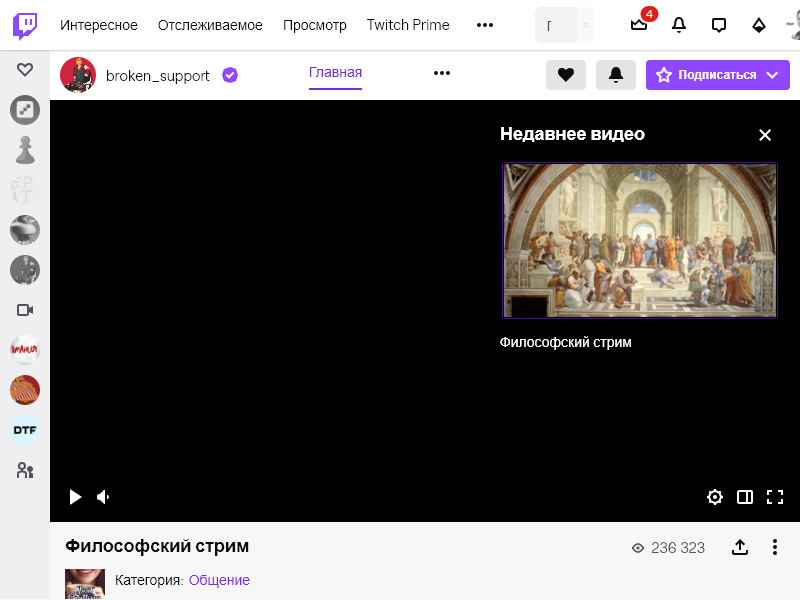 Интересное Отслеживаемое Просмотр Twitch Prime
4
broken_support
Главная
Подписаться
Недавнее видео
Философский стрим
DTF
Философский стрим
236 323
Категория: Общение